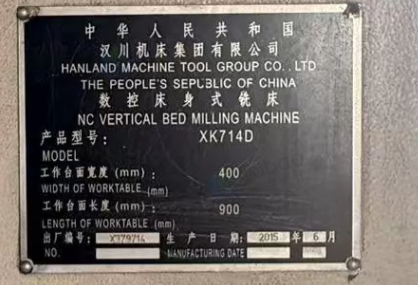 中华人民共和国
汉川机床集团有限公司
HANLAND MACHINE TOOL GROUP CO., LTD
THE PEOPLE'S SEPUBLIC OF CHINA
数控床身式铣床
NC VERTICAL BED MILLING MACHINE
产品型号: XK714D
MODEL
工作台面宽度 (mm): 400
WIDTH OF WORKTABLE (mm)
工作台面长度 (mm): 900
LENGTH OF WORKTABLE (mm)
出厂编号: X779714 生产日期: 2015 年 6 月
NO. MANUFACTURING DATE